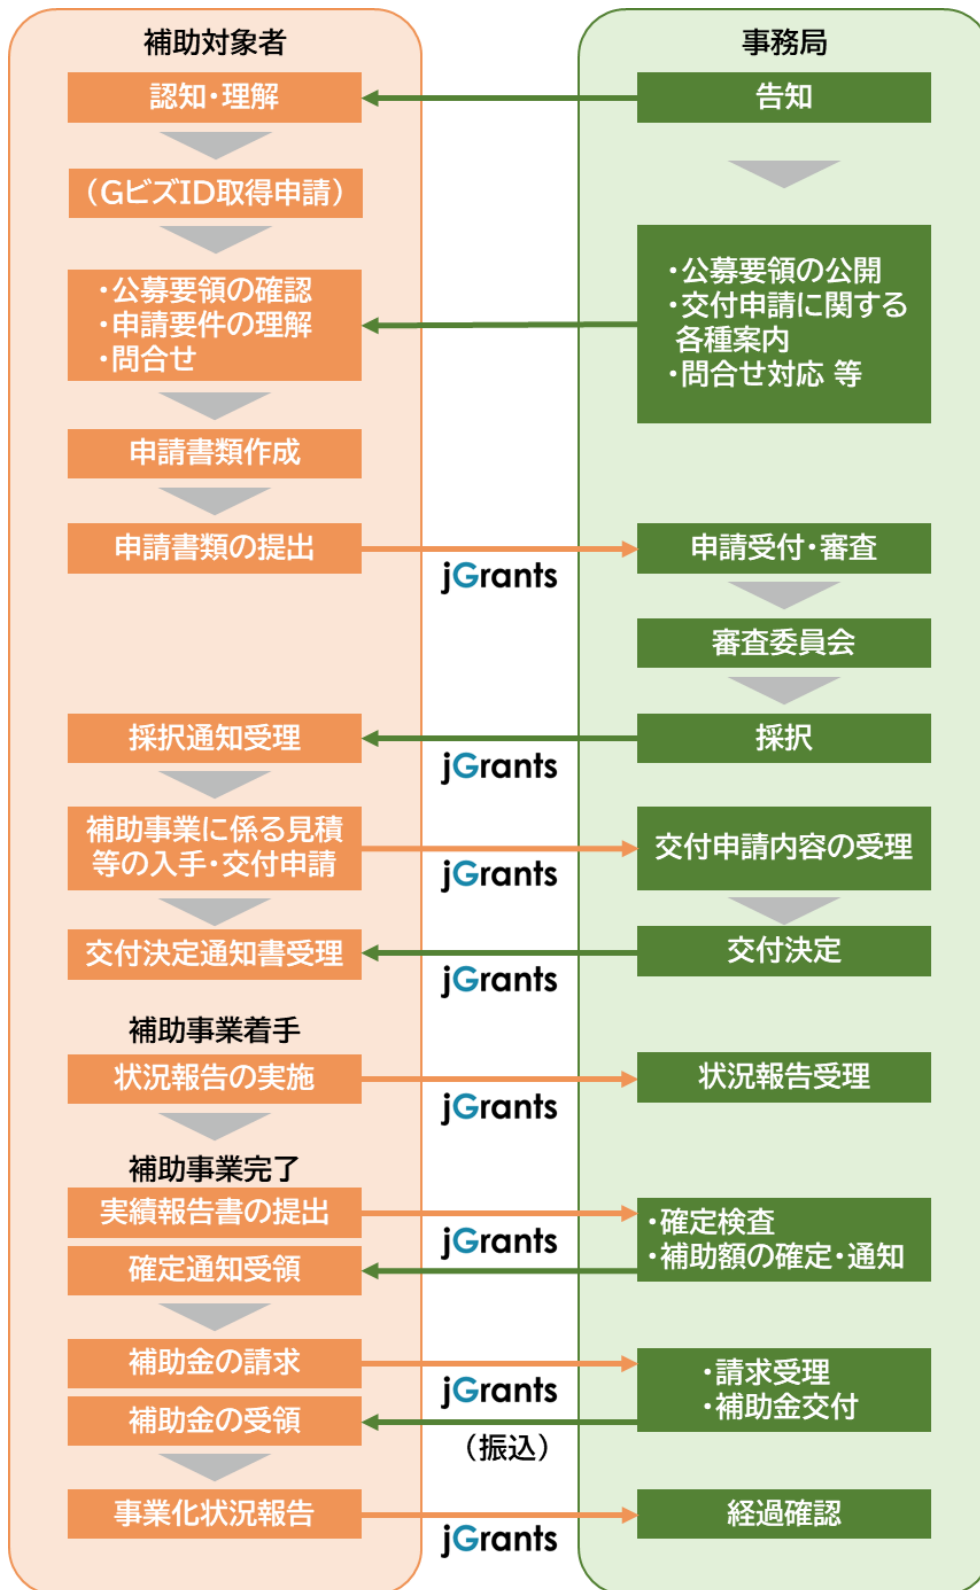 補助対象者
事務局
認知・理解
告知
（GビズID取得申請）
・公募要領の確認
・申請要件の理解
・問合せ
・公募要領の公開
・交付申請に関する
各種案内
・問合せ対応 等
申請書類作成
申請書類の提出
jGrants
申請受付・審査
審査委員会
採択通知受理
jGrants
採択
補助事業に係る見積
等の入手・交付申請
jGrants
交付申請内容の受理
交付決定通知書受理
jGrants
交付決定
補助事業着手
状況報告の実施
jGrants
状況報告受理
補助事業完了
実績報告書の提出
jGrants
・確定検査
・補助額の確定・通知
確定通知受領
補助金の請求
jGrants
・請求受理
・補助金交付
補助金の受領
（振込）
事業化状況報告
jGrants
経過確認